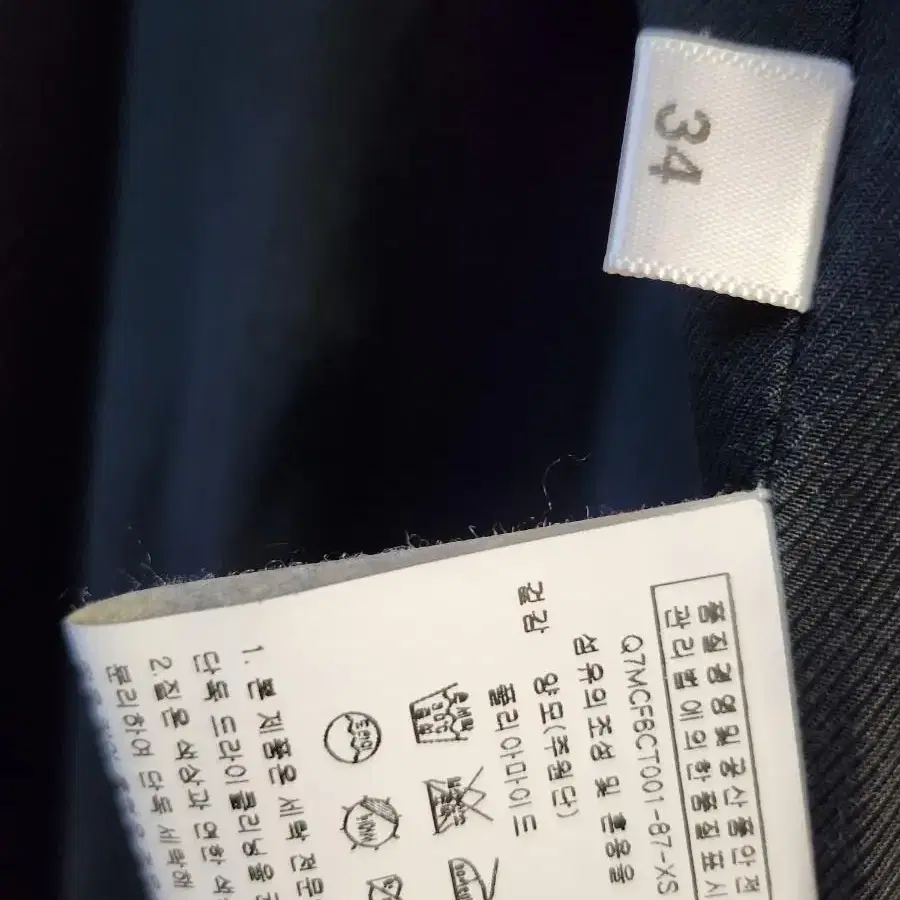 34
품질경영및공산품안전
관리법에의한품질표시
Q7MCF6CT001-87-XS
섬유의조성 및 혼용율
겉감 양모(주원단)
폴리아마이드
1. 본 제품은 세탁 전문
단독 드라이클리닝을
2. 짙은 색상과 연한 색
분리하여 단독 세탁해